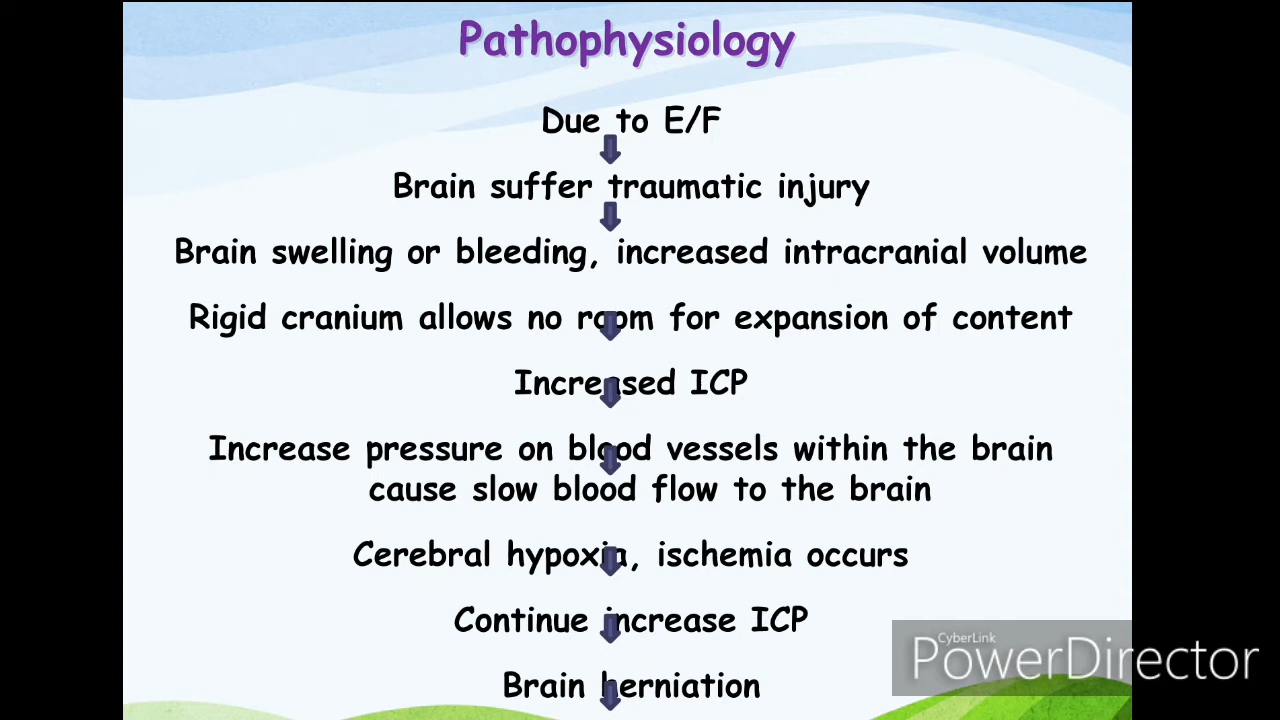 Pathophysiology
Due to E/F
Brain suffer traumatic injury
Brain swelling or bleeding, increased intracranial volume
Rigid cranium allows no room for expansion of content
Increased ICP
Increase pressure on blood vessels within the brain
cause slow blood flow to the brain
Cerebral hypoxia, ischemia occurs
Continue increase ICP
Brain herniation
CyberLink
PowerDirector